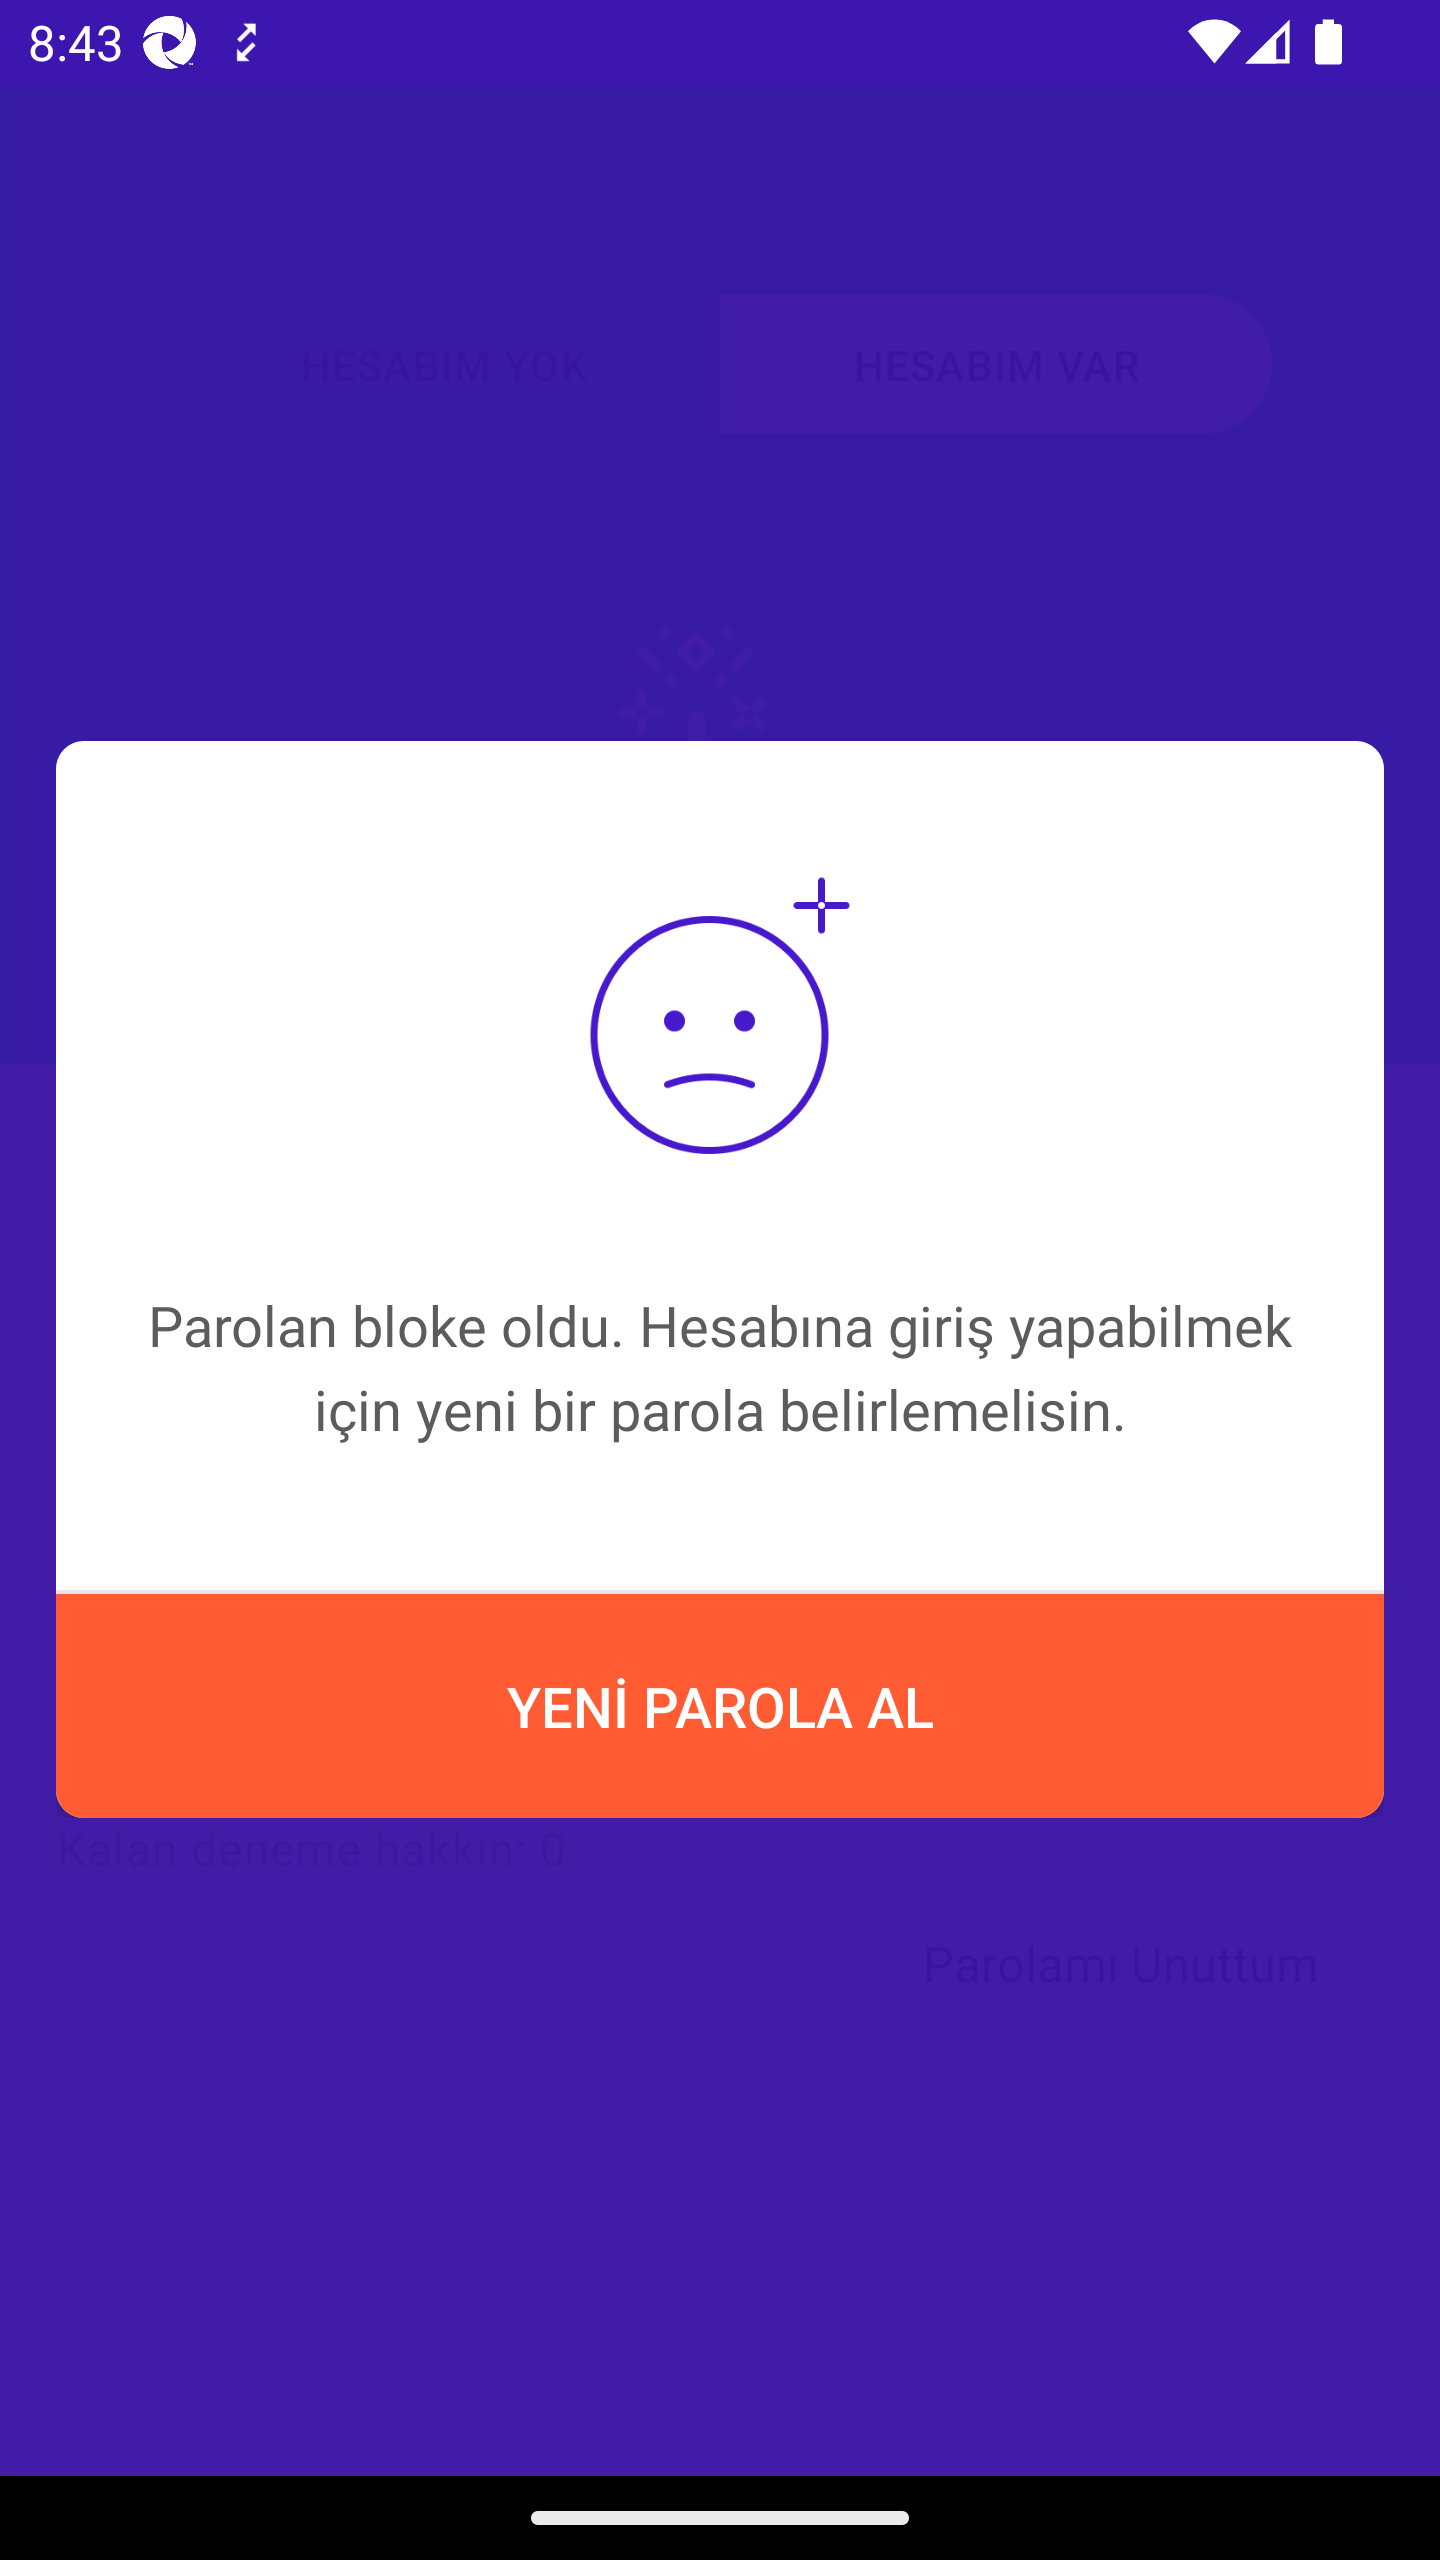 8:43
HESABIM YOK
HESABIM VAR
Parolan bloke oldu. Hesabına giriş yapabilmek
için yeni bir parola belirlemelisin.
YENİ PAROLA AL
Kalan deneme hakkın: 0
Parolamı Unuttum